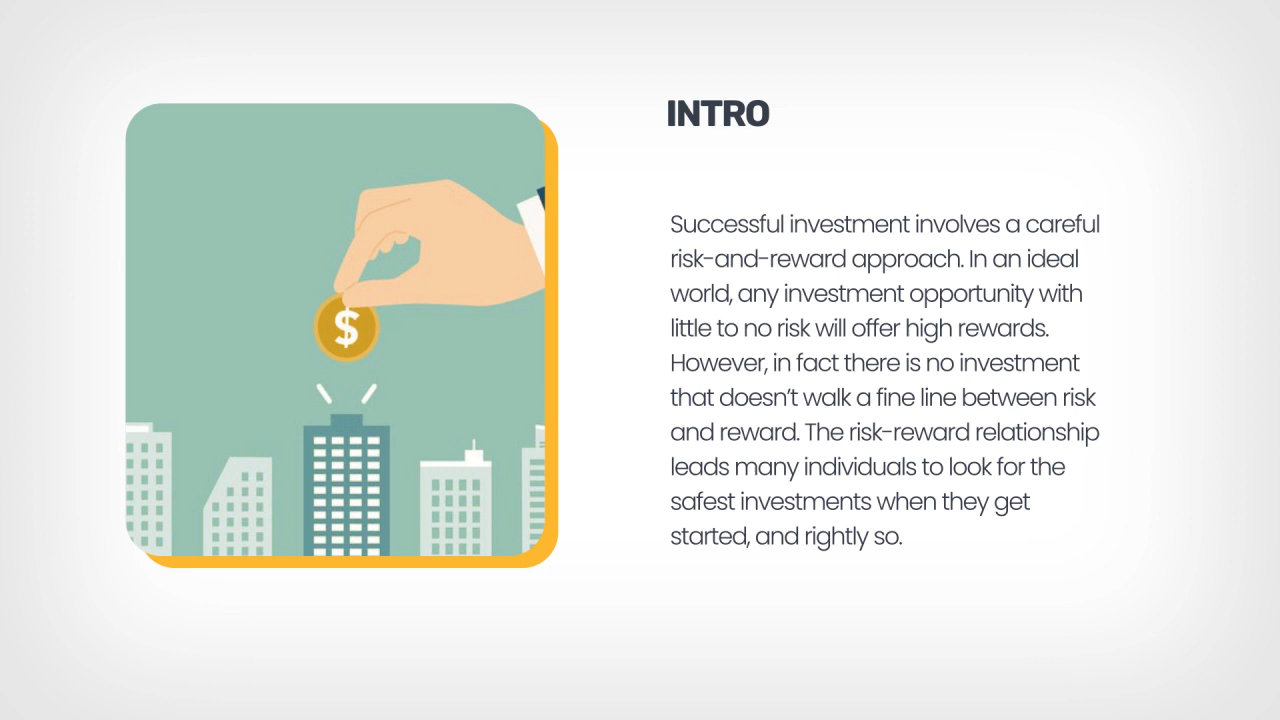 INTRO
Successful investment involves a careful
risk-and-reward approach. In an ideal
world, any investment opportunity with
little to no risk will offer high rewards.
However, in fact there is no investment
that doesn’t walk a fine line between risk
and reward. The risk-reward relationship
leads many individuals to look for the
safest investments when they get
started, and rightly so.
$